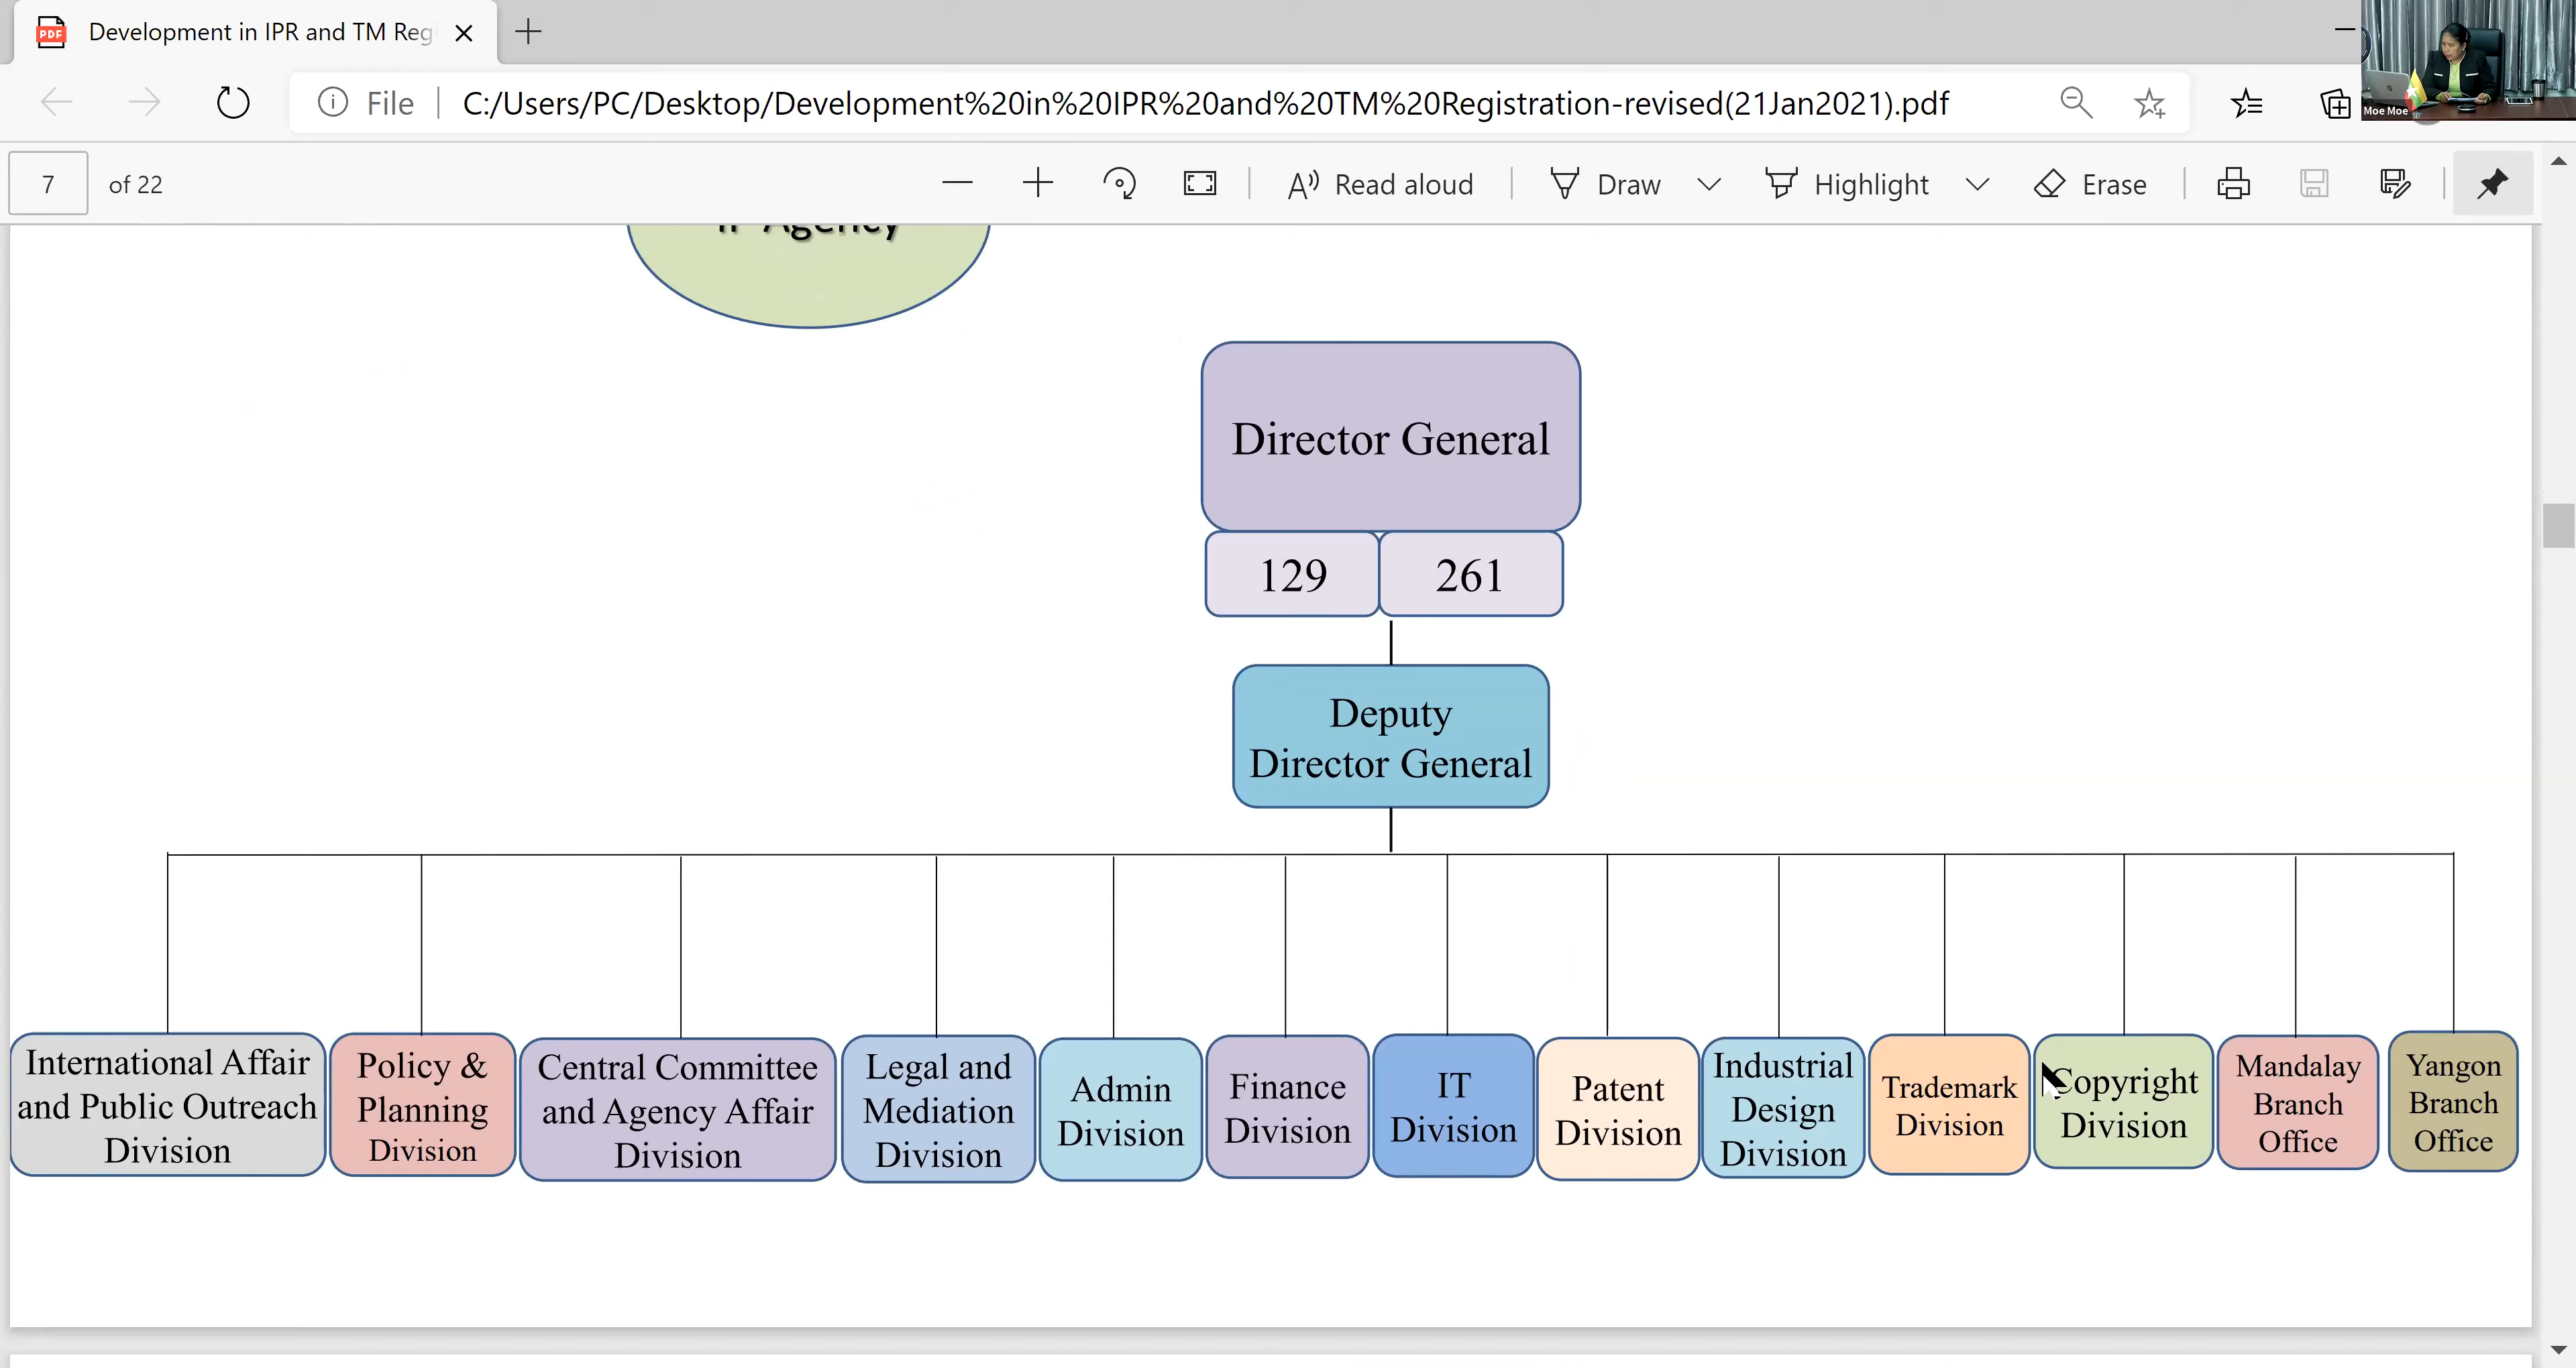 Development in IPR and TM Reg
File
C:/Users/PC/Desktop/Development%20in%20IPR%20and%20TM%20Registration-revised(21Jan2021).pdf
Moe Moe
7
of 22
Read aloud
Draw
Highlight
Erase
IP Agency
Director General
129
261
Deputy
Director General
International Affair
and Public Outreach
Division
Policy &
Planning
Division
Central Committee
and Agency Affair
Division
Legal and
Mediation
Division
Admin
Division
Finance
Division
IT
Division
Patent
Division
Industrial
Design
Division
Trademark
Division
Copyright
Division
Mandalay
Branch
Office
Yangon
Branch
Office